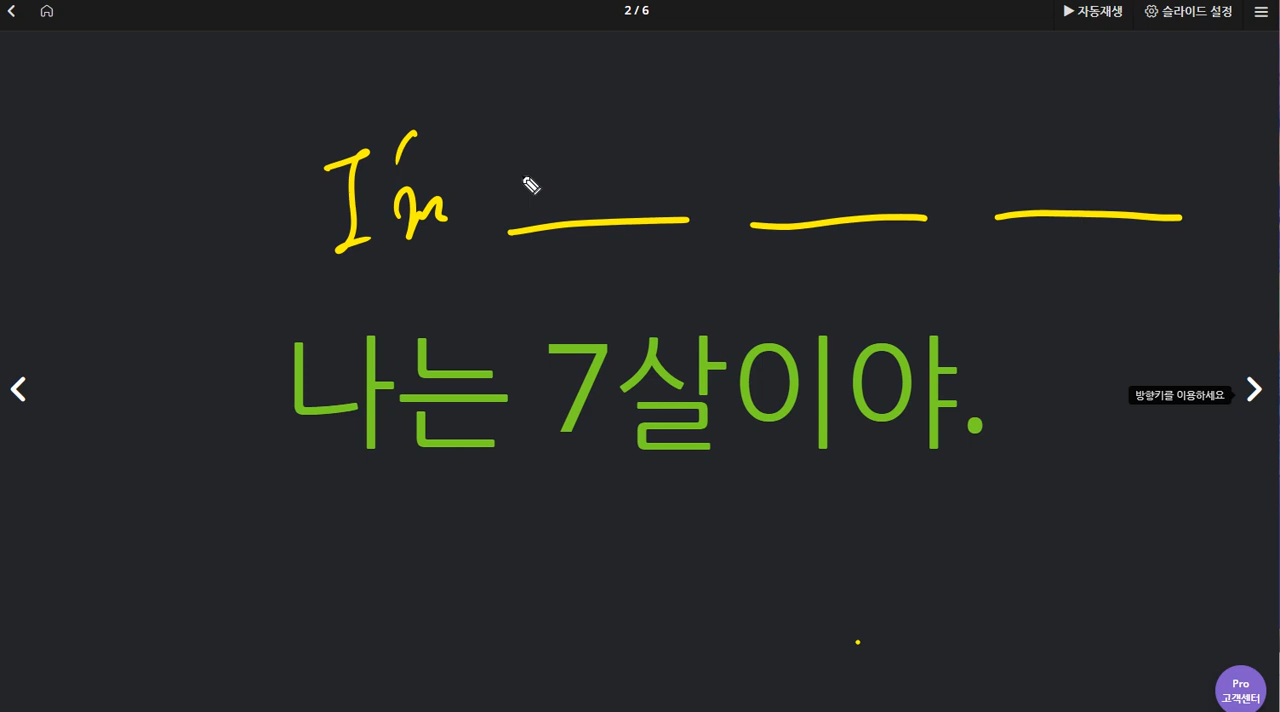 2 / 6
자동재생
슬라이드 설정
I'm
나는 7살이야.
방향키를 이용하세요
Pro
고객센터